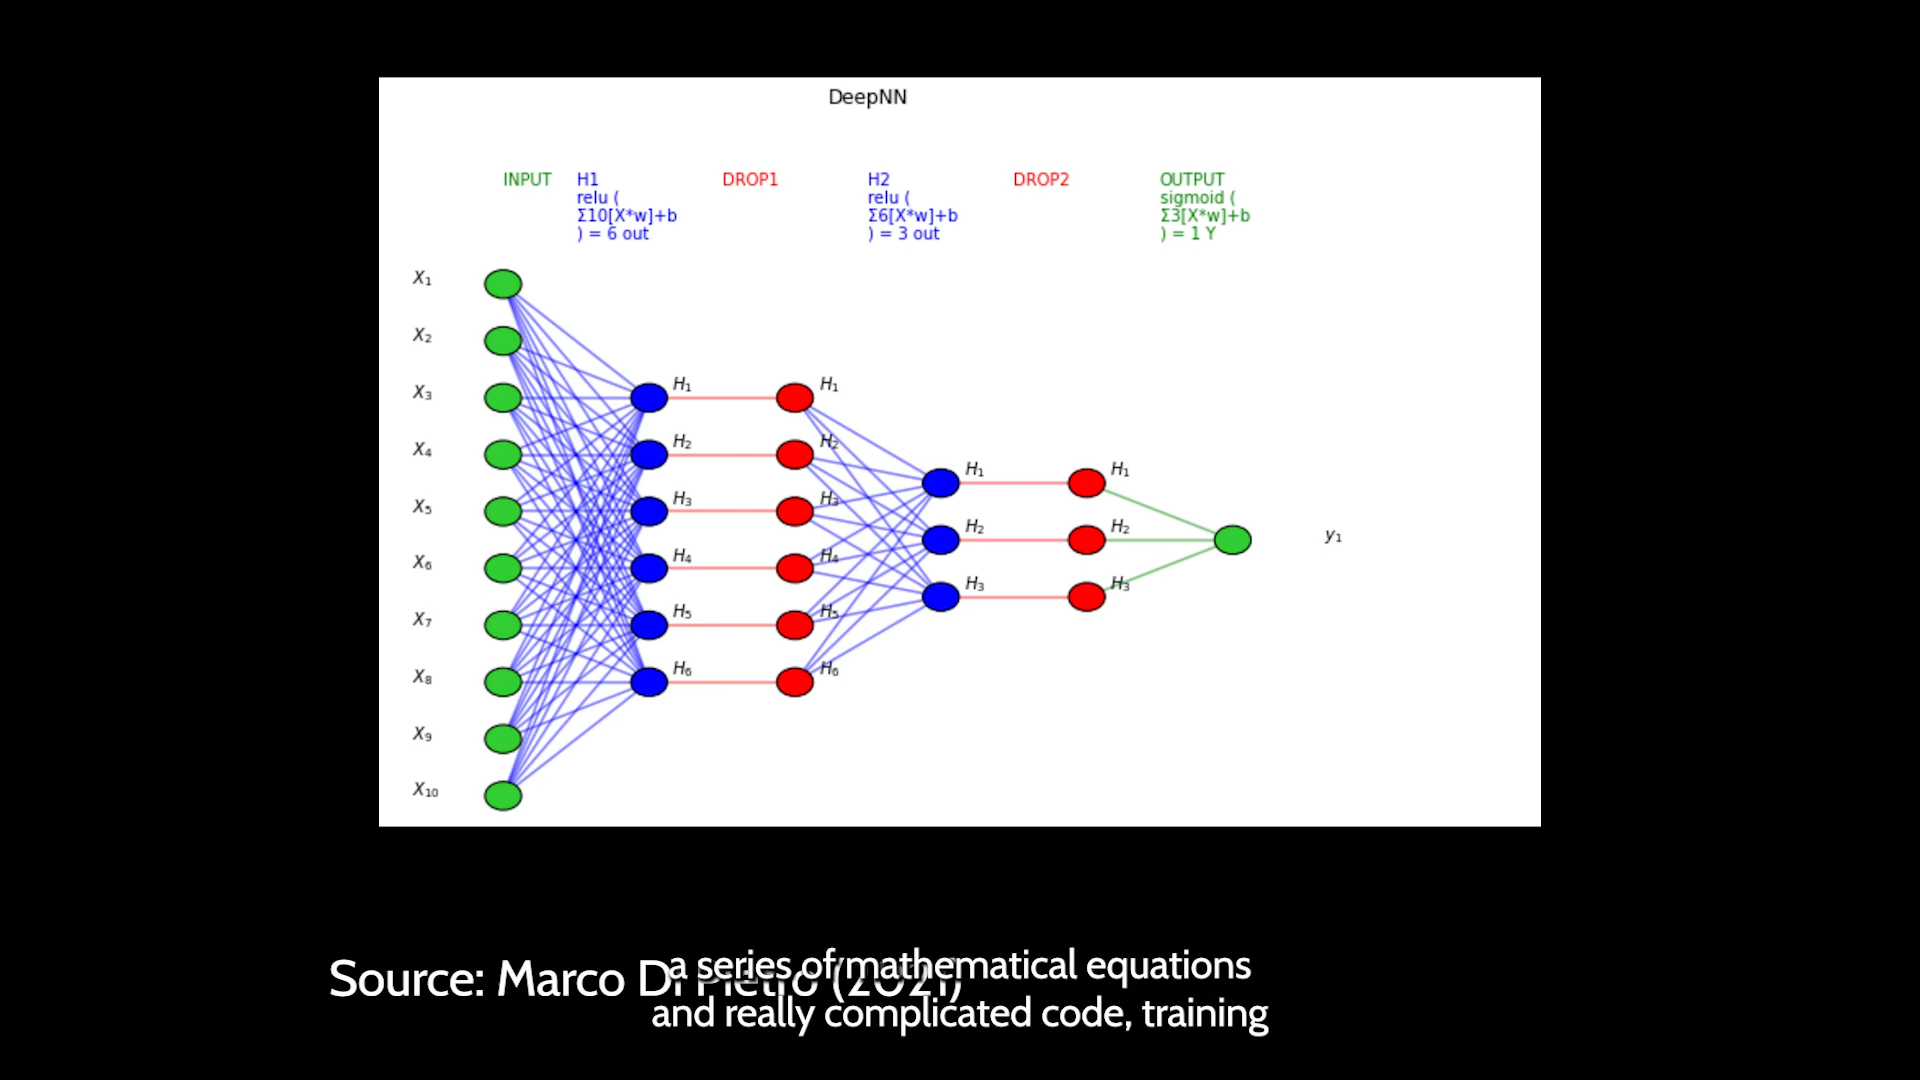 DeepNN
INPUT
H1
relu (
Σ10[X*w]+b
) = 6 out
DROP1
H2
relu (
Σ6[X*w]+b
) = 3 out
DROP2
OUTPUT
sigmoid (
Σ3[X*w]+b
) = 1 Y
X₁
X₂
X₃
X₄
X₅
X₆
X₇
X₈
X₉
X₁₀
H₁
H₂
H₃
H₄
H₅
H₆
H₁
H₂
H₃
H₄
H₅
H₆
H₁
H₂
H₃
H₁
H₂
H₃
y₁
Source: Marco Di Pietro (2021)
a series of mathematical equations
and really complicated code, training